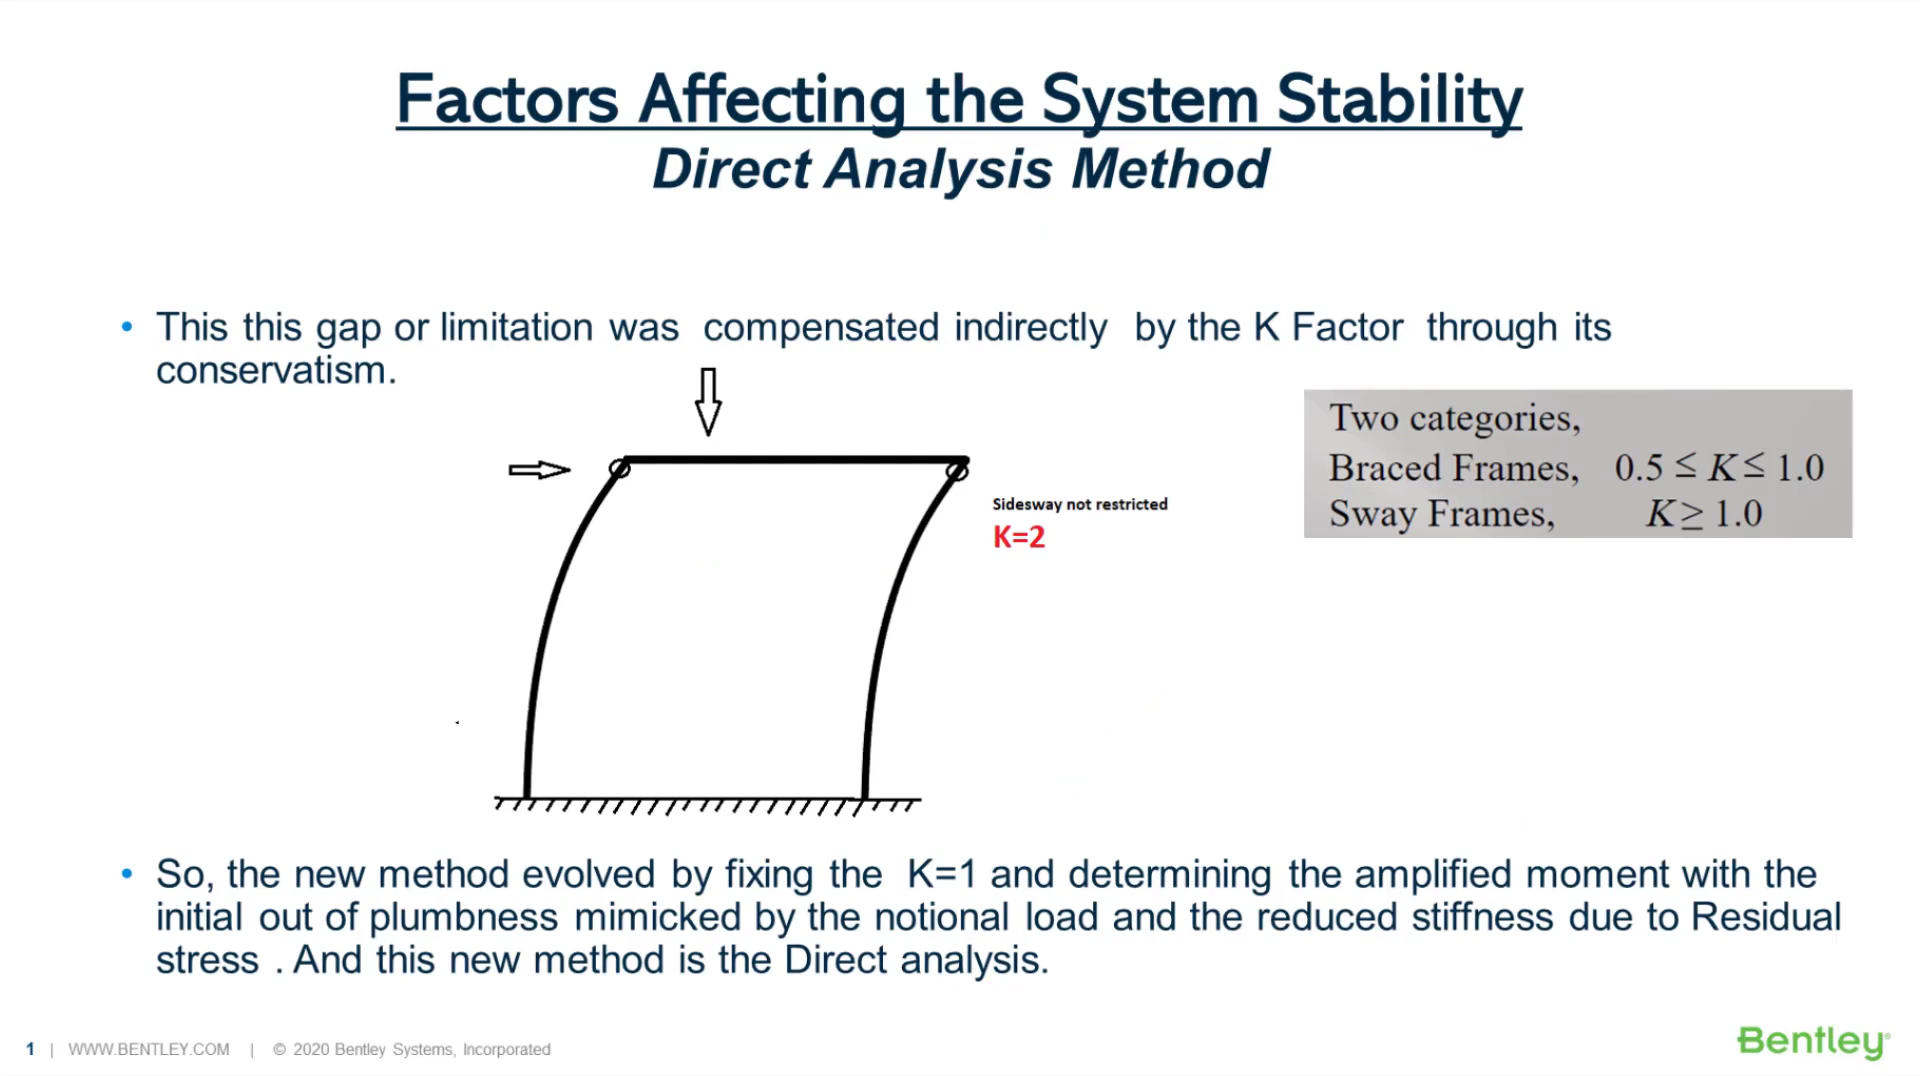 Factors Affecting the System Stability
Direct Analysis Method
• This this gap or limitation was compensated indirectly by the K Factor through its
conservatism.
Two categories,
Braced Frames, 0.5 ≤ K ≤ 1.0
Sway Frames, K ≥ 1.0
Sidesway not restricted
K=2
• So, the new method evolved by fixing the K=1 and determining the amplified moment with the
initial out of plumbness mimicked by the notional load and the reduced stiffness due to Residual
stress . And this new method is the Direct analysis.
1 | WWW.BENTLEY.COM | © 2020 Bentley Systems, Incorporated
Bentley®